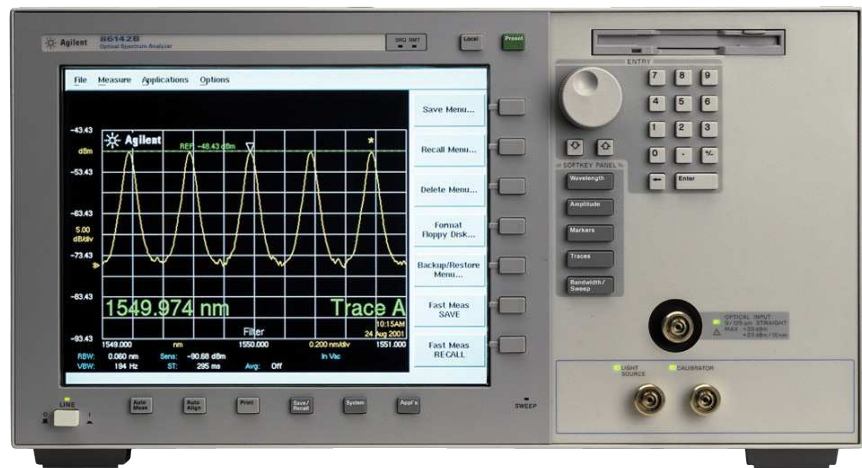 Agilent 86142B
Optical Spectrum Analyzer
SRQ RMT
Local
Preset
File Measure Applications Options
Save Menu...
Recall Menu...
Delete Menu...
Format
Floppy Disk...
Backup/Restore
Menu...
Fast Meas
SAVE
Fast Meas
RECALL
-43.43
dBm
-53.43
-63.43
5.00
dB/div
-73.43
-83.43
-93.43
Agilent
REF: -48.43 dBm
1549.974 nm
Trace A
10:15AM
Filter
24 Aug 2001
1549.000 nm 1550.000 0.200 nm/div 1551.000
RBW: 0.060 nm Sens: -90.68 dBm In Vac
VBW: 194 Hz ST: 295 ms Avg: Off
ENTRY
7 8 9
4 5 6
1 2 3
0 . +/-
Enter
SOFTKEY PANEL
Wavelength
Amplitude
Markers
Traces
Bandwidth/
Sweep
OPTICAL INPUT
9/125 µm STRAIGHT
LIGHT
SOURCE
CALIBRATOR
LINE
Auto
Meas
Auto
Align
Print
Save/
Recall
System
Appl's
SWEEP